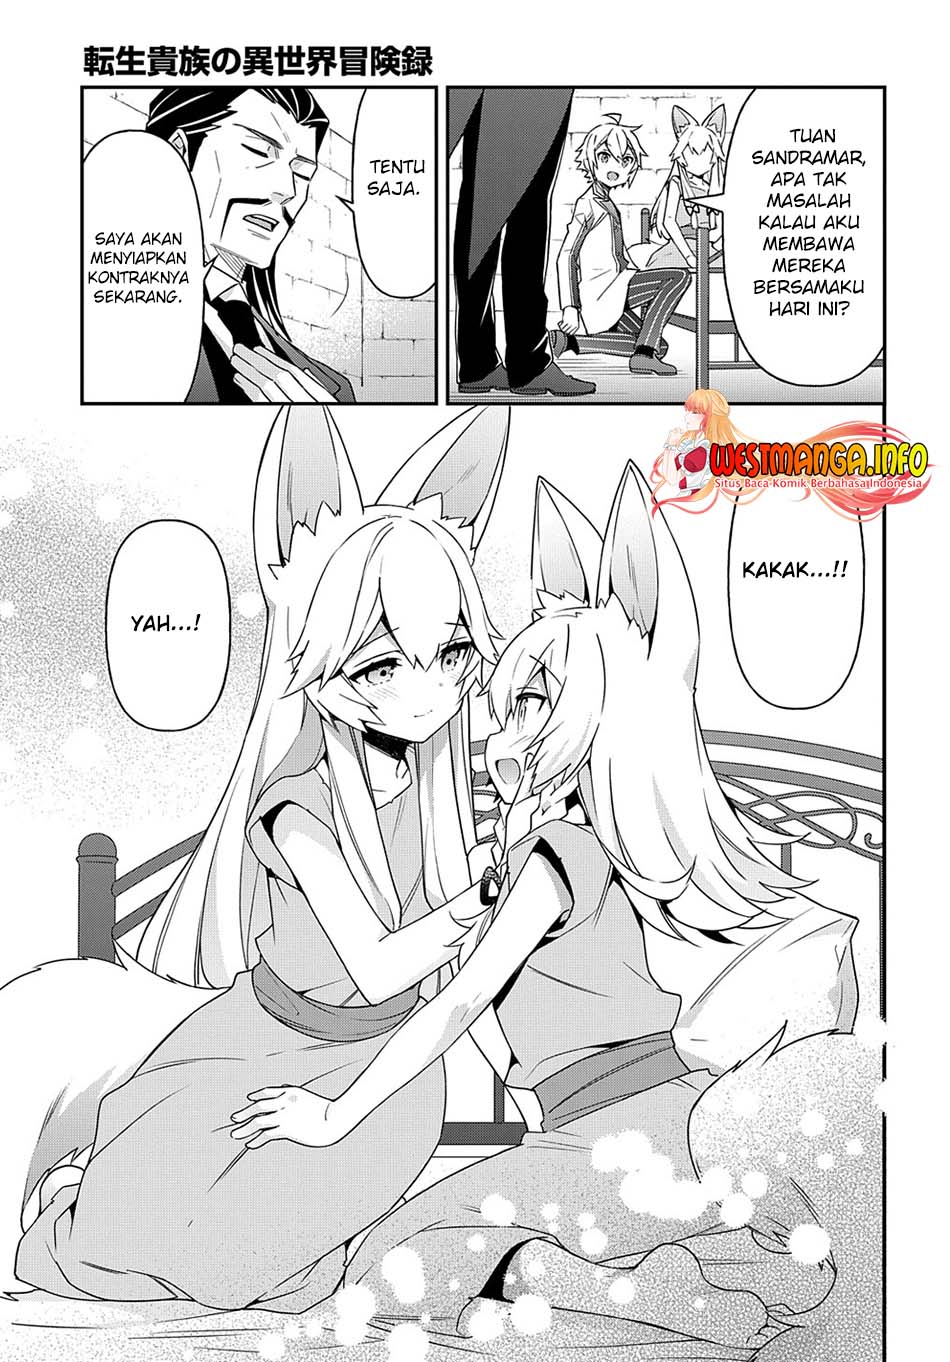 転生貴族の異世界冒険録
TUAN
SANDRAMAR,
APA TAK
MASALAH
KALAU AKU
MEMBAWA
MEREKA
BERSAMAKU
HARI INI?
TENTU
SAJA.
SAYA AKAN
MENYIAPKAN
KONTRAKNYA
SEKARANG.
WESTMANGA.INFO
Situs Baca Komik Berbahasa Indonesia
KAKAK...!!
YAH...!